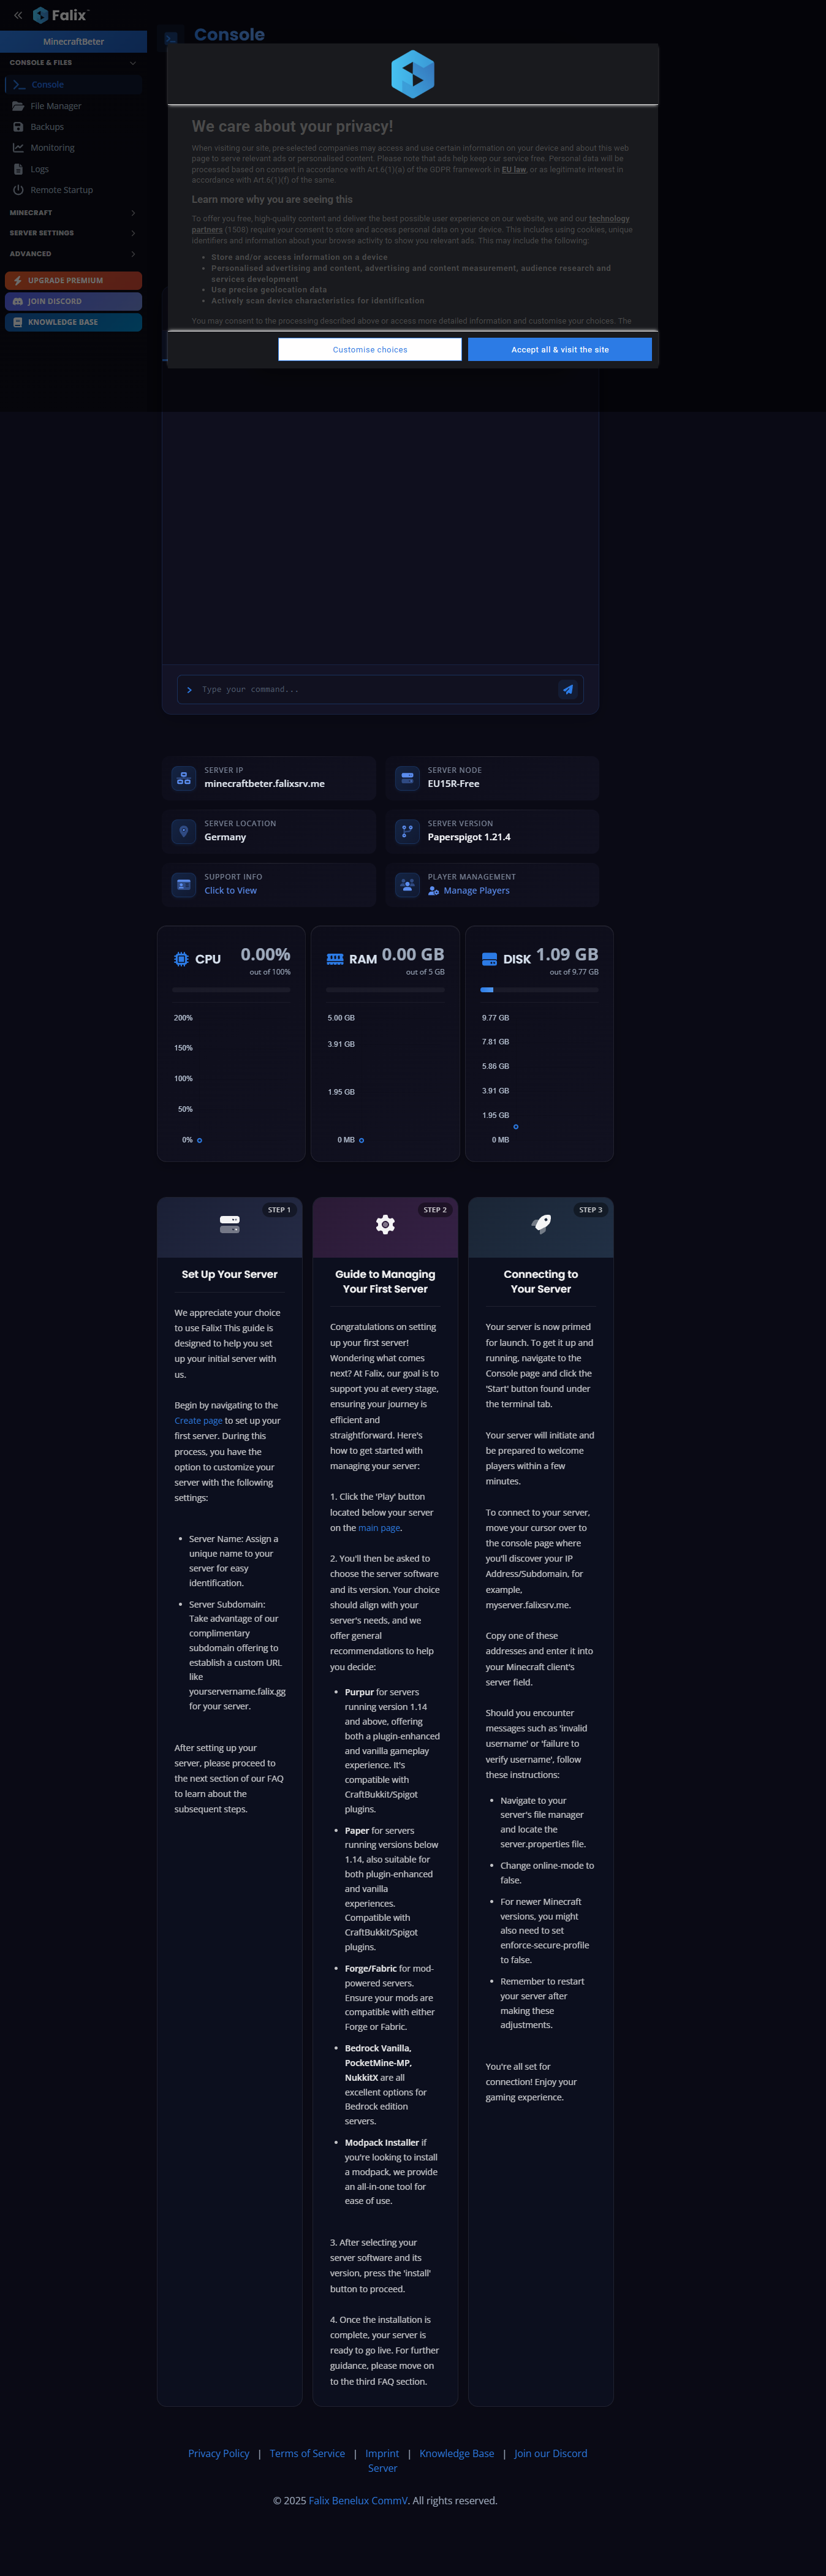 Falix™
MinecraftBeter
CONSOLE & FILES
Console
File Manager
Backups
Monitoring
Logs
Remote Startup
MINECRAFT
SERVER SETTINGS
ADVANCED
UPGRADE PREMIUM
JOIN DISCORD
KNOWLEDGE BASE
Console
We care about your privacy!
When visiting our site, pre-selected companies may access and use certain information on your device and about this web
page to serve relevant ads or personalised content. Please note that ads help keep our service free. Personal data will be
processed based on consent in accordance with Art.6(1)(a) of the GDPR framework in EU law, or as legitimate interest in
accordance with Art.6(1)(f) of the same.
Learn more why you are seeing this
To offer you free, high-quality content and deliver the best possible user experience on our website, we and our technology
partners (1508) require your consent to store and access personal data on your device. This includes using cookies, unique
identifiers and information about your browse activity to show you relevant ads. This may include the following:
• Store and/or access information on a device
• Personalised advertising and content, advertising and content measurement, audience research and
services development
• Use precise geolocation data
• Actively scan device characteristics for identification
You may consent to the processing described above or access more detailed information and customise your choices. The
Customise choices
Accept all & visit the site
Type your command...
SERVER IP
minecraftbeter.falixsrv.me
SERVER NODE
EU15R-Free
SERVER LOCATION
Germany
SERVER VERSION
Paperspigot 1.21.4
SUPPORT INFO
Click to View
PLAYER MANAGEMENT
Manage Players
CPU
0.00%
out of 100%
200%
150%
100%
50%
0%
RAM
0.00 GB
out of 5 GB
5.00 GB
3.91 GB
1.95 GB
0 MB
DISK
1.09 GB
out of 9.77 GB
9.77 GB
7.81 GB
5.86 GB
3.91 GB
1.95 GB
0 MB
STEP 1
Set Up Your Server
We appreciate your choice
to use Falix! This guide is
designed to help you set
up your initial server with
us.
Begin by navigating to the
Create page to set up your
first server. During this
process, you have the
option to customize your
server with the following
settings:
• Server Name: Assign a
unique name to your
server for easy
identification.
• Server Subdomain:
Take advantage of our
complimentary
subdomain offering to
establish a custom URL
like
yourservername.falix.gg
for your server.
After setting up your
server, please proceed to
the next section of our FAQ
to learn about the
subsequent steps.
STEP 2
Guide to Managing
Your First Server
Congratulations on setting
up your first server!
Wondering what comes
next? At Falix, our goal is to
support you at every stage,
ensuring your journey is
efficient and
straightforward. Here's
how to get started with
managing your server:
1. Click the 'Play' button
located below your server
on the main page.
2. You'll then be asked to
choose the server software
and its version. Your choice
should align with your
server's needs, and we
offer general
recommendations to help
you decide:
• Purpur for servers
running version 1.14
and above, offering
both a plugin-enhanced
and vanilla gameplay
experience. It's
compatible with
CraftBukkit/Spigot
plugins.
• Paper for servers
running versions below
1.14, also suitable for
both plugin-enhanced
and vanilla
experiences.
Compatible with
CraftBukkit/Spigot
plugins.
• Forge/Fabric for mod-
powered servers.
Ensure your mods are
compatible with either
Forge or Fabric.
• Bedrock Vanilla,
PocketMine-MP,
NukkitX are all
excellent options for
Bedrock edition
servers.
• Modpack Installer if
you're looking to install
a modpack, we provide
an all-in-one tool for
ease of use.
3. After selecting your
server software and its
version, press the 'install'
button to proceed.
4. Once the installation is
complete, your server is
ready to go live. For further
guidance, please move on
to the third FAQ section.
STEP 3
Connecting to
Your Server
Your server is now primed
for launch. To get it up and
running, navigate to the
Console page and click the
'Start' button found under
the terminal tab.
Your server will initiate and
be prepared to welcome
players within a few
minutes.
To connect to your server,
move your cursor over to
the console page where
you'll discover your IP
Address/Subdomain, for
example,
myserver.falixsrv.me.
Copy one of these
addresses and enter it into
your Minecraft client's
server field.
Should you encounter
messages such as 'invalid
username' or 'failure to
verify username', follow
these instructions:
• Navigate to your
server's file manager
and locate the
server.properties file.
• Change online-mode to
false.
• For newer Minecraft
versions, you might
also need to set
enforce-secure-profile
to false.
• Remember to restart
your server after
making these
adjustments.
You're all set for
connection! Enjoy your
gaming experience.
Privacy Policy | Terms of Service | Imprint | Knowledge Base | Join our Discord
Server
© 2025 Falix Benelux CommV. All rights reserved.